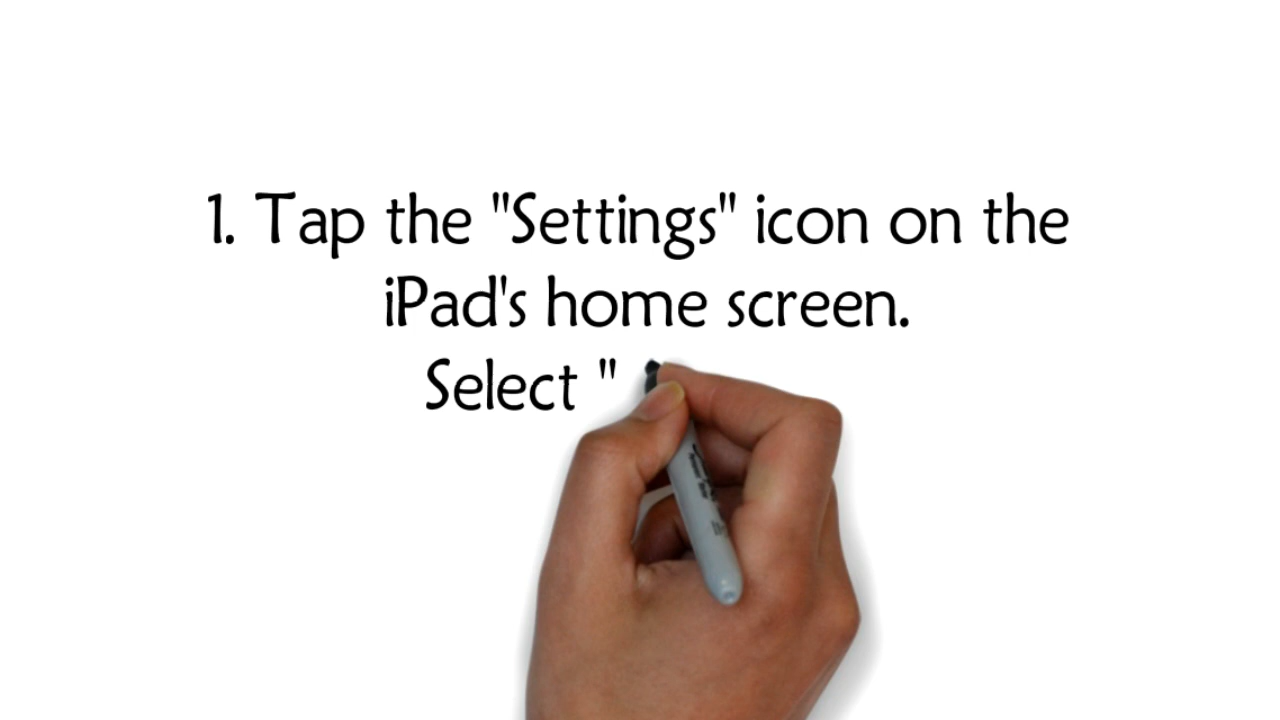 1. Tap the "Settings" icon on the
iPad's home screen.
Select "